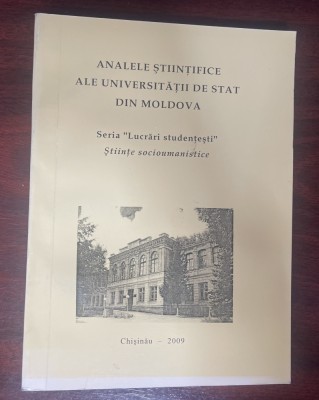 ANALELE ŞTIINŢIFICE
ALE UNIVERSITĂŢII DE STAT
DIN MOLDOVA
Seria "Lucrări studenţeşti"
Ştiinţe socioumanistice
Chişinău – 2009